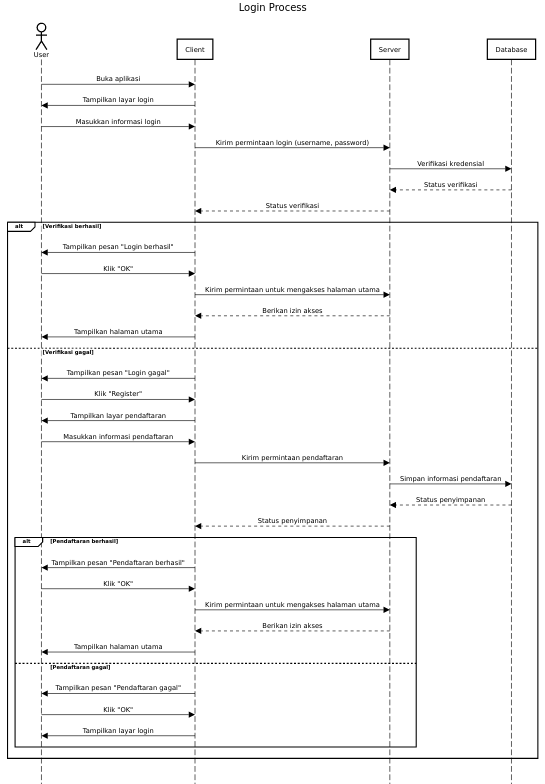 Login Process
User
Client
Server
Database
Buka aplikasi
Tampilkan layar login
Masukkan informasi login
Kirim permintaan login (username, password)
Verifikasi kredensial
Status verifikasi
Status verifikasi
alt
[Verifikasi berhasil]
Tampilkan pesan "Login berhasil"
Klik "OK"
Kirim permintaan untuk mengakses halaman utama
Berikan izin akses
Tampilkan halaman utama
[Verifikasi gagal]
Tampilkan pesan "Login gagal"
Klik "Register"
Tampilkan layar pendaftaran
Masukkan informasi pendaftaran
Kirim permintaan pendaftaran
Simpan informasi pendaftaran
Status penyimpanan
Status penyimpanan
alt
[Pendaftaran berhasil]
Tampilkan pesan "Pendaftaran berhasil"
Klik "OK"
Kirim permintaan untuk mengakses halaman utama
Berikan izin akses
Tampilkan halaman utama
[Pendaftaran gagal]
Tampilkan pesan "Pendaftaran gagal"
Klik "OK"
Tampilkan layar login